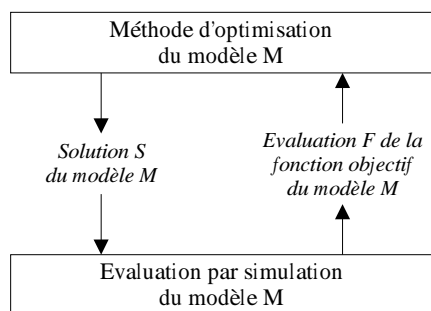 Méthode d'optimisation
du modèle M
Solution S
du modèle M
Evaluation F de la
fonction objectif
du modèle M
Evaluation par simulation
du modèle M